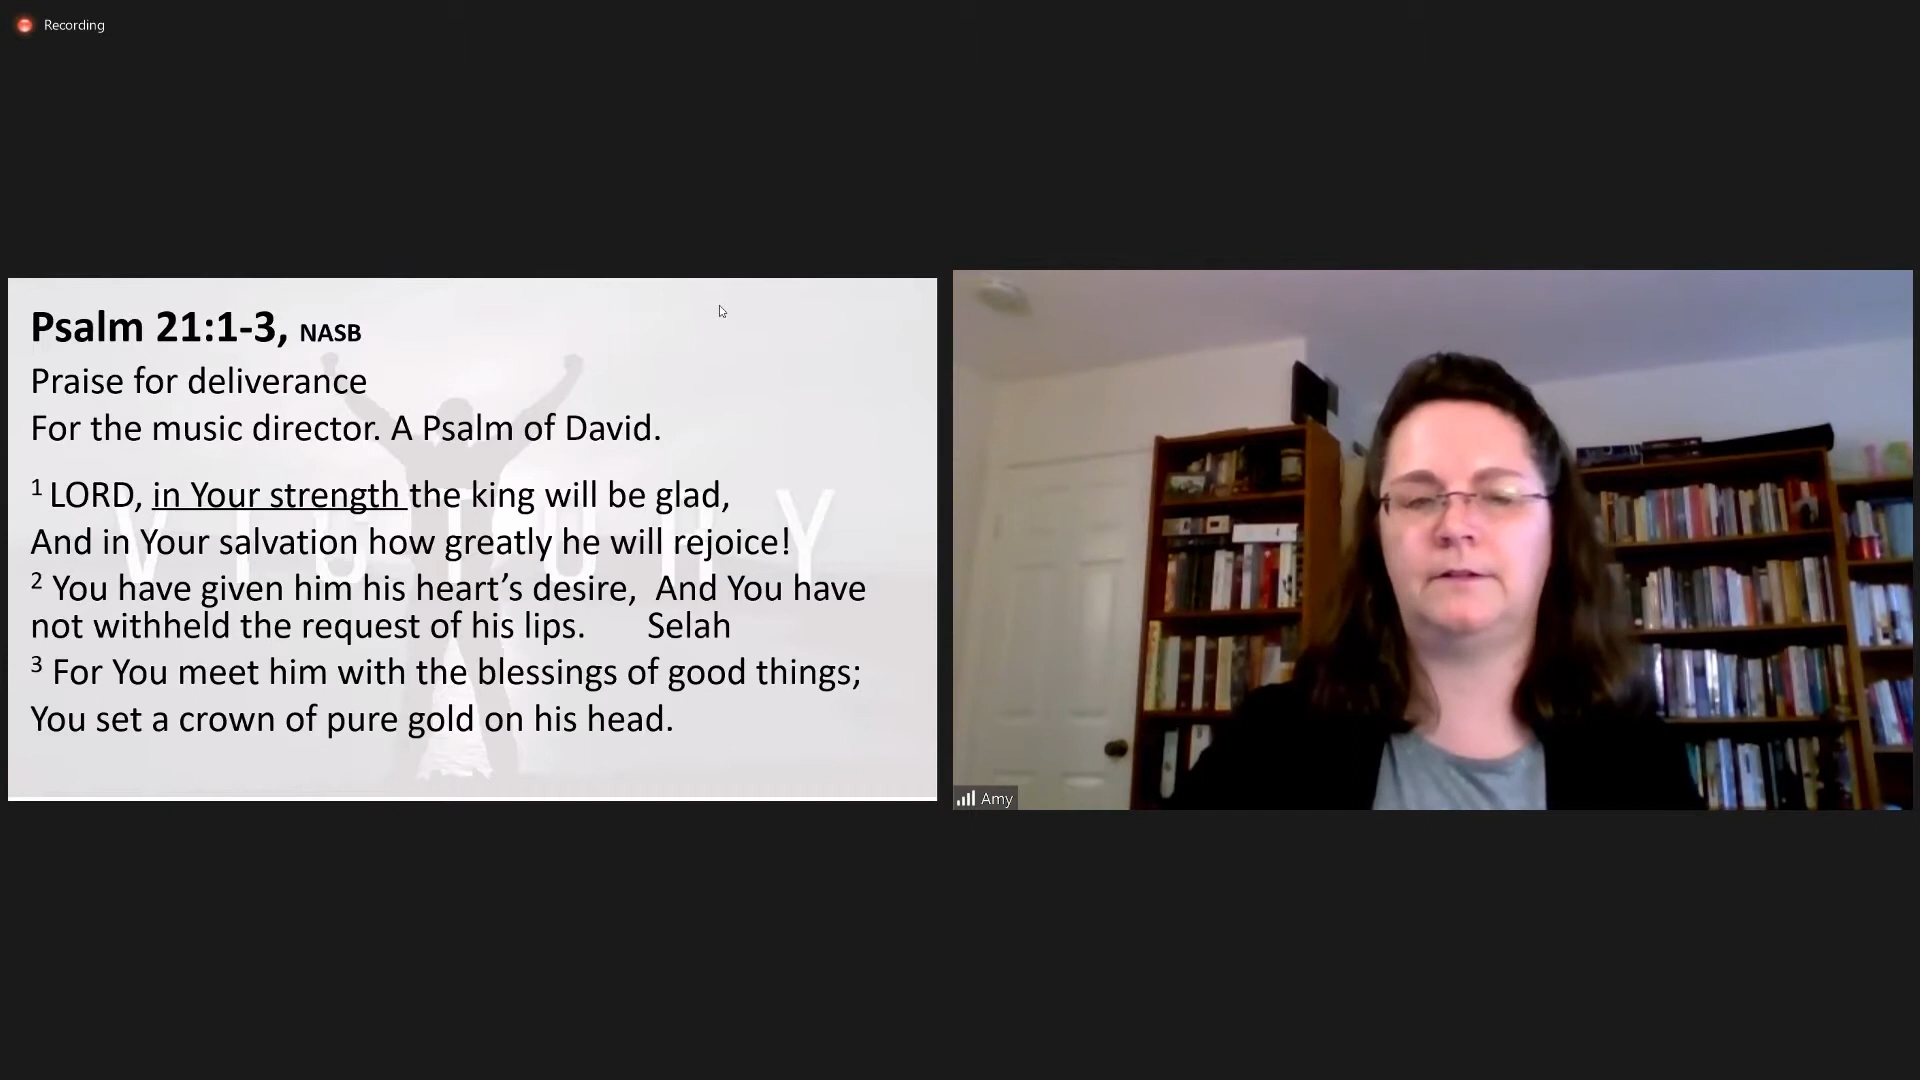 Recording
Psalm 21:1-3, NASB
Praise for deliverance
For the music director. A Psalm of David.
1 LORD, in Your strength the king will be glad,
And in Your salvation how greatly he will rejoice!
2 You have given him his heart’s desire, And You have
not withheld the request of his lips. Selah
3 For You meet him with the blessings of good things;
You set a crown of pure gold on his head.
VICTORY
Amy